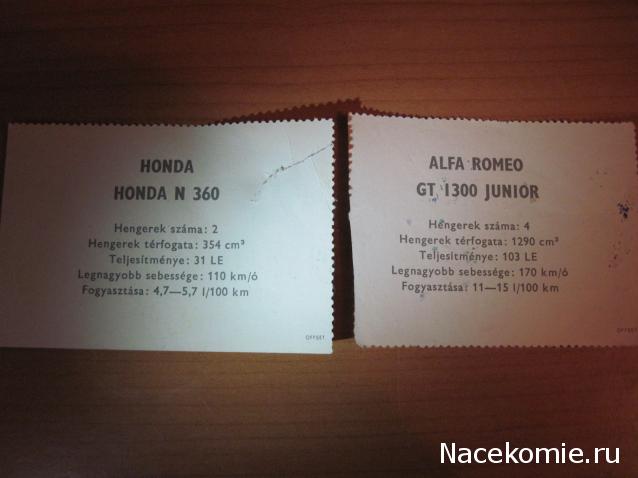 HONDA
HONDA N 360
Hengerek száma: 2
Hengerek térfogata: 354 cm³
Teljesítménye: 31 LE
Legnagyobb sebessége: 110 km/ó
Fogyasztása: 4,7—5,7 l/100 km
OFFSET
ALFA ROMEO
GT 1300 JUNIOR
Hengerek száma: 4
Hengerek térfogata: 1290 cm³
Teljesítménye: 103 LE
Legnagyobb sebessége: 170 km/ó
Fogyasztása: 11—15 l/100 km
OFFSET
Nacekomie.ru